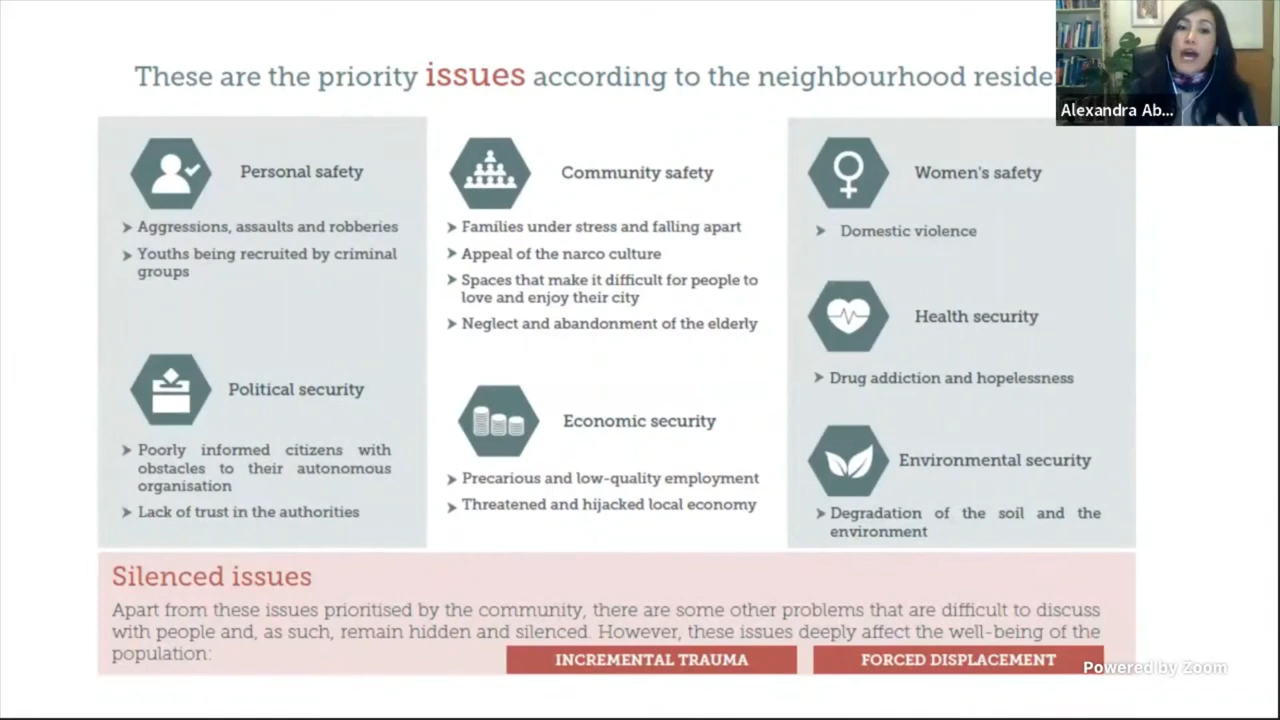 These are the priority issues according to the neighbourhood reside
Alexandra Ab...
Personal safety
Aggressions, assaults and robberies
Youths being recruited by criminal
groups
Political security
Poorly informed citizens with
obstacles to their autonomous
organisation
Lack of trust in the authorities
Community safety
Families under stress and falling apart
Appeal of the narco culture
Spaces that make it difficult for people to
love and enjoy their city
Neglect and abandonment of the elderly
Economic security
Precarious and low-quality employment
Threatened and hijacked local economy
Women's safety
Domestic violence
Health security
Drug addiction and hopelessness
Environmental security
Degradation of the soil and the
environment
Silenced issues
Apart from these issues prioritised by the community, there are some other problems that are difficult to discuss
with people and, as such, remain hidden and silenced. However, these issues deeply affect the well-being of the
population:
INCREMENTAL TRAUMA
FORCED DISPLACEMENT
Powered by Zoom